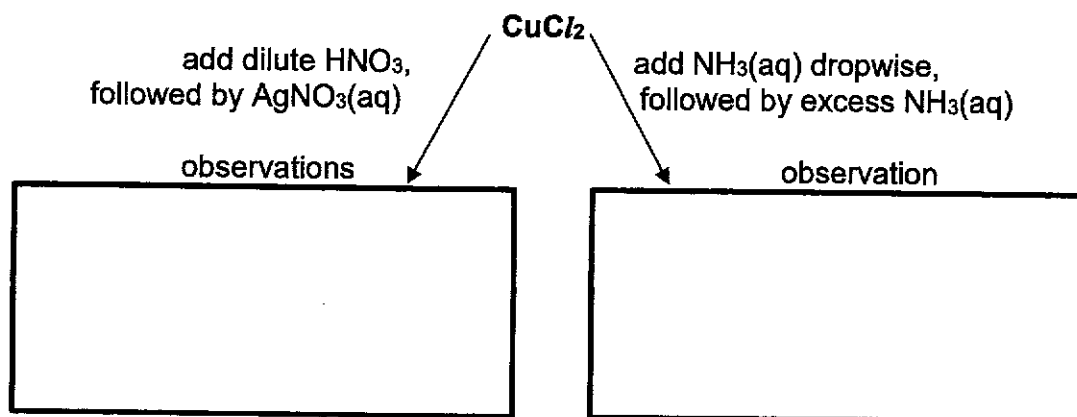 CuCl₂
add dilute HNO₃,
followed by AgNO₃(aq)
add NH₃(aq) dropwise,
followed by excess NH₃(aq)
observations
observation